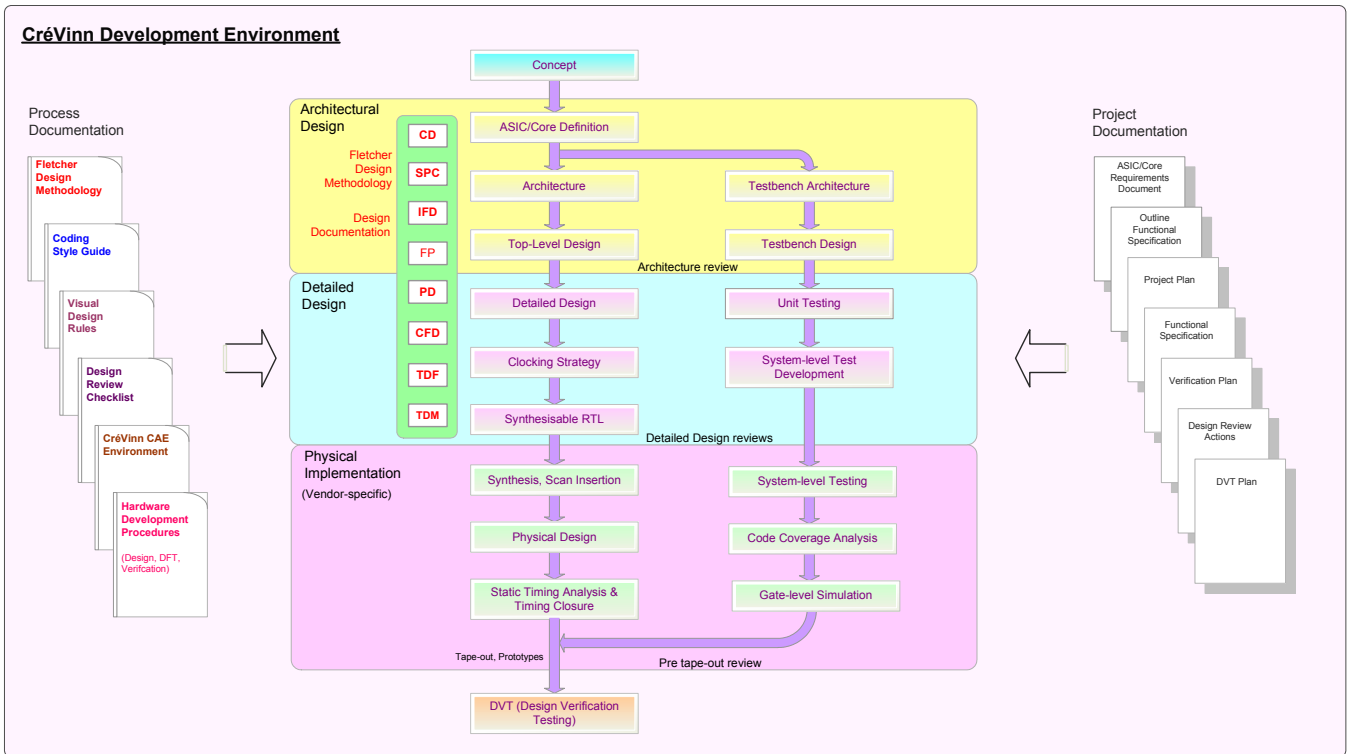 CréVinn Development Environment
Process
Documentation
Fletcher
Design
Methodology
Coding
Style Guide
Visual
Design
Rules
Design
Review
Checklist
CréVinn CAE
Environment
Hardware
Development
Procedures
(Design, DFT,
Verifcation)
Concept
Architectural
Design
Fletcher
Design
Methodology
Design
Documentation
CD
SPC
IFD
FP
PD
CFD
TDF
TDM
ASIC/Core Definition
Architecture
Testbench Architecture
Top-Level Design
Testbench Design
Architecture review
Detailed
Design
Detailed Design
Unit Testing
Clocking Strategy
System-level Test
Development
Synthesisable RTL
Detailed Design reviews
Physical
Implementation
(Vendor-specific)
Synthesis, Scan Insertion
System-level Testing
Physical Design
Code Coverage Analysis
Static Timing Analysis &
Timing Closure
Gate-level Simulation
Tape-out, Prototypes
Pre tape-out review
DVT (Design Verification
Testing)
Project
Documentation
ASIC/Core
Requirements
Document
Outline
Functional
Specification
Project Plan
Functional
Specification
Verification Plan
Design Review
Actions
DVT Plan